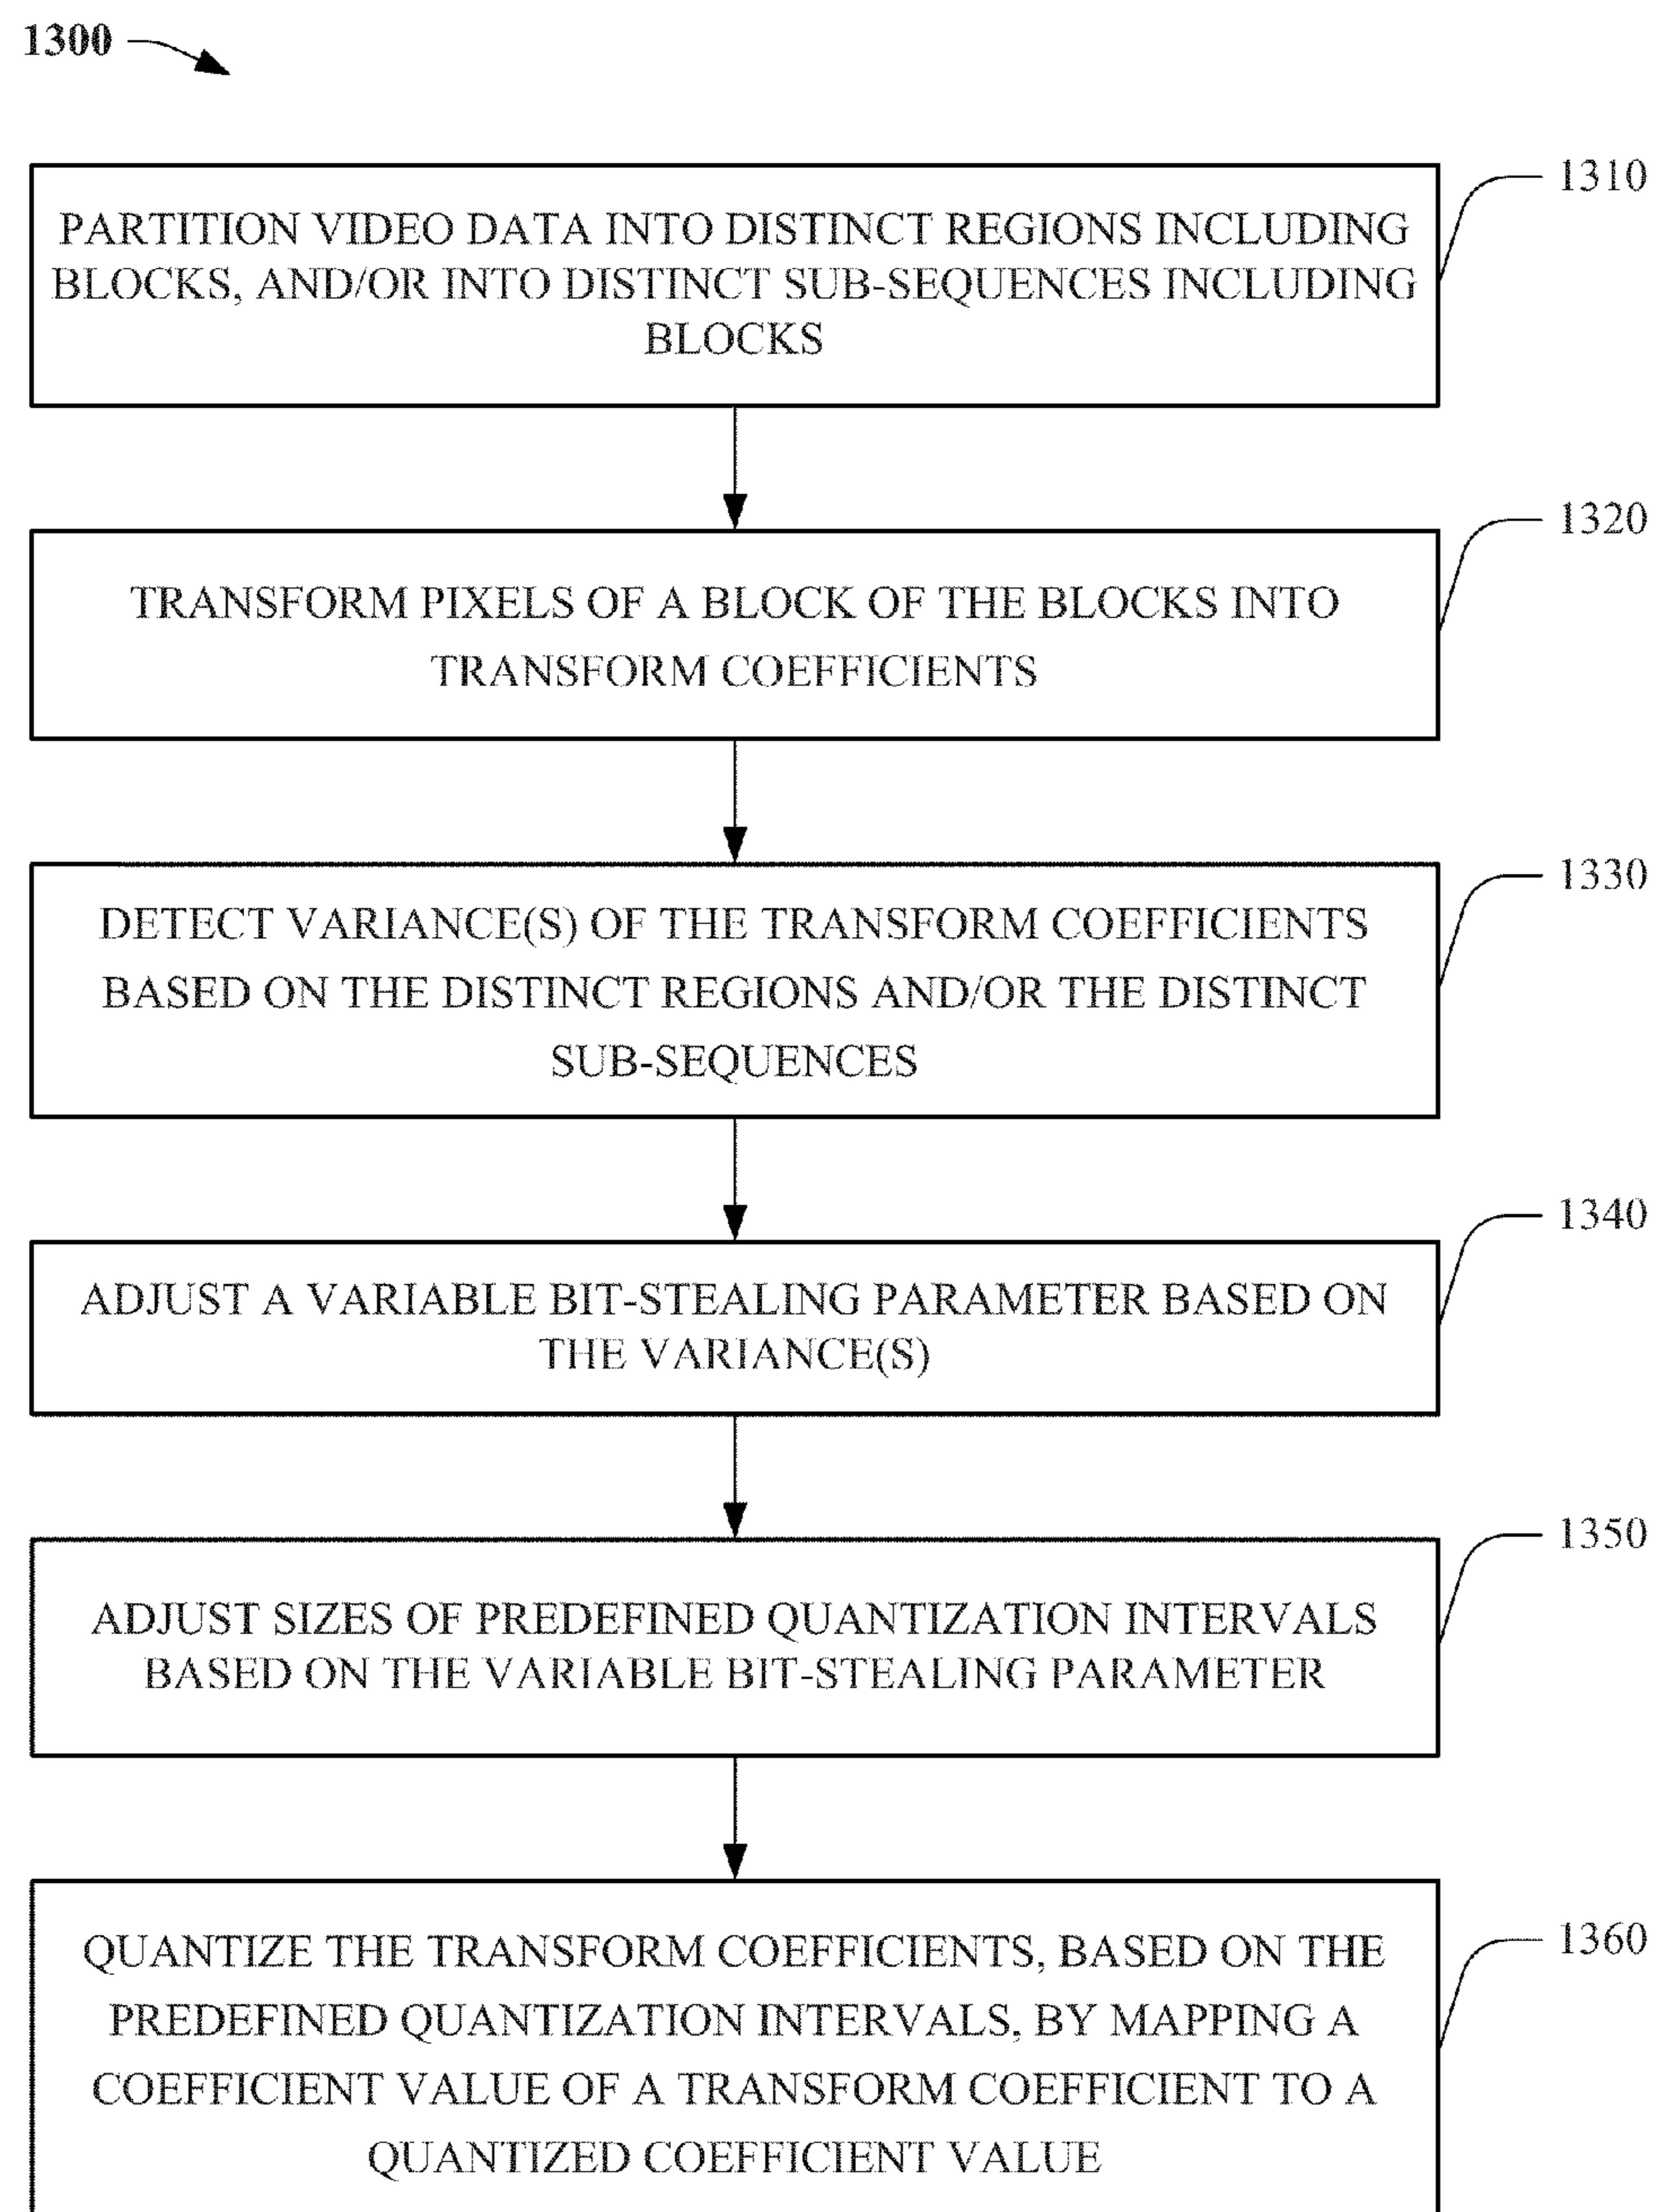 1300
1310
PARTITION VIDEO DATA INTO DISTINCT REGIONS INCLUDING
BLOCKS, AND/OR INTO DISTINCT SUB-SEQUENCES INCLUDING
BLOCKS
1320
TRANSFORM PIXELS OF A BLOCK OF THE BLOCKS INTO
TRANSFORM COEFFICIENTS
1330
DETECT VARIANCE(S) OF THE TRANSFORM COEFFICIENTS
BASED ON THE DISTINCT REGIONS AND/OR THE DISTINCT
SUB-SEQUENCES
1340
ADJUST A VARIABLE BIT-STEALING PARAMETER BASED ON
THE VARIANCE(S)
1350
ADJUST SIZES OF PREDEFINED QUANTIZATION INTERVALS
BASED ON THE VARIABLE BIT-STEALING PARAMETER
1360
QUANTIZE THE TRANSFORM COEFFICIENTS, BASED ON THE
PREDEFINED QUANTIZATION INTERVALS, BY MAPPING A
COEFFICIENT VALUE OF A TRANSFORM COEFFICIENT TO A
QUANTIZED COEFFICIENT VALUE